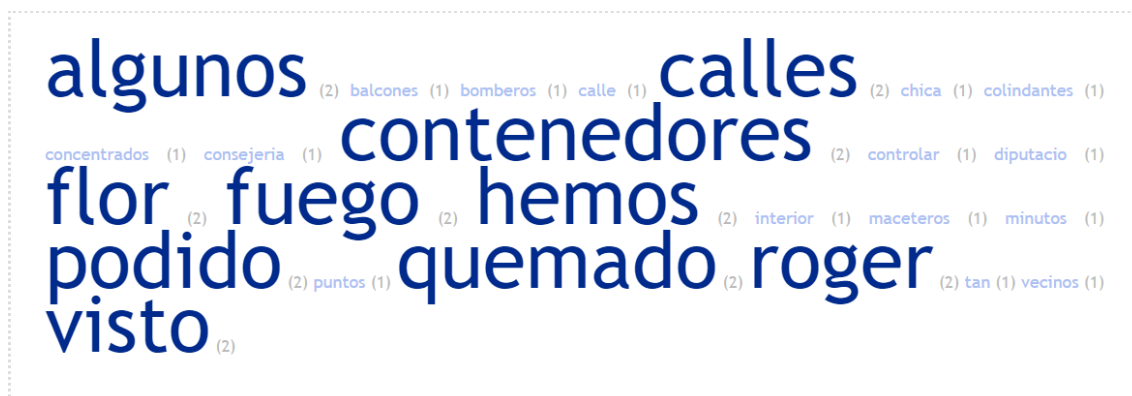 algunos (2) balcones (1) bomberos (1) calle (1) calles (2) chica (1) colindantes (1)
concentrados (1) consejeria (1) contenedores (2) controlar (1) diputacio (1)
flor (2) fuego (2) hemos (2) interior (1) maceteros (1) minutos (1)
podido (2) puntos (1) quemado (2) roger (2) tan (1) vecinos (1)
visto (2)